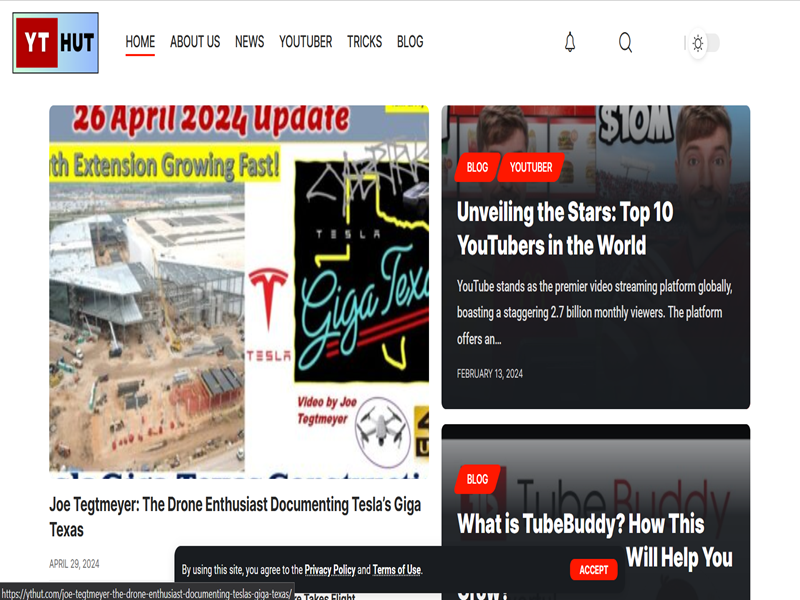 YT HUT
HOME ABOUT US NEWS YOUTUBER TRICKS BLOG
26 April 2024 Update
th Extension Growing Fast!
TESLA
Giga Texa
TESLA
Video by Joe
Tegtmeyer
4
U
Joe Tegtmeyer: The Drone Enthusiast Documenting Tesla's Giga
Texas
APRIL 29, 2024
$10M
BLOG YOUTUBER
Unveiling the Stars: Top 10
YouTubers in the World
YouTube stands as the premier video streaming platform globally,
boasting a staggering 2.7 billion monthly viewers. The platform
offers an...
FEBRUARY 13, 2024
BLOG
TubeBuddy
What is TubeBuddy? How This
Will Help You
Grow?
By using this site, you agree to the Privacy Policy and Terms of Use.
ACCEPT
re Takes Flight
https://ythut.com/joe-tegtmeyer-the-drone-enthusiast-documenting-teslas-giga-texas/